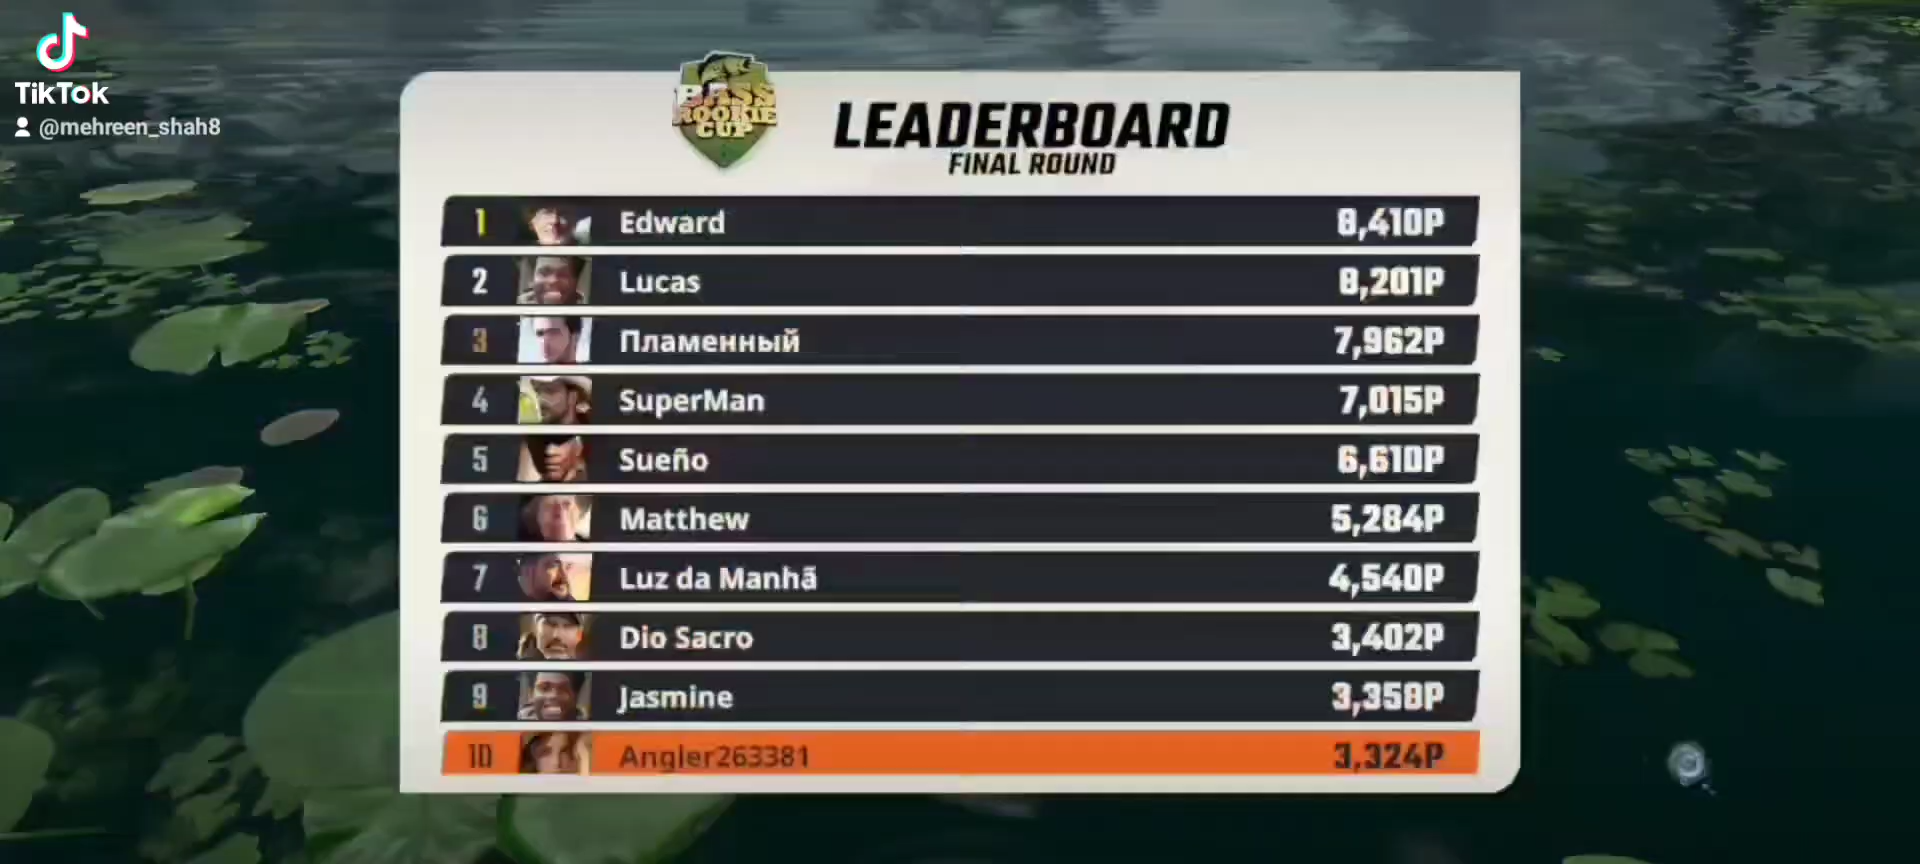 TikTok
@mehreen_shah8
BASS
ROOKIE
CUP
LEADERBOARD
FINAL ROUND
1 Edward 8,410P
2 Lucas 8,201P
3 Пламенный 7,962P
4 SuperMan 7,015P
5 Sueño 6,610P
6 Matthew 5,284P
7 Luz da Manhã 4,540P
8 Dio Sacro 3,402P
9 Jasmine 3,358P
10 Angler263381 3,324P